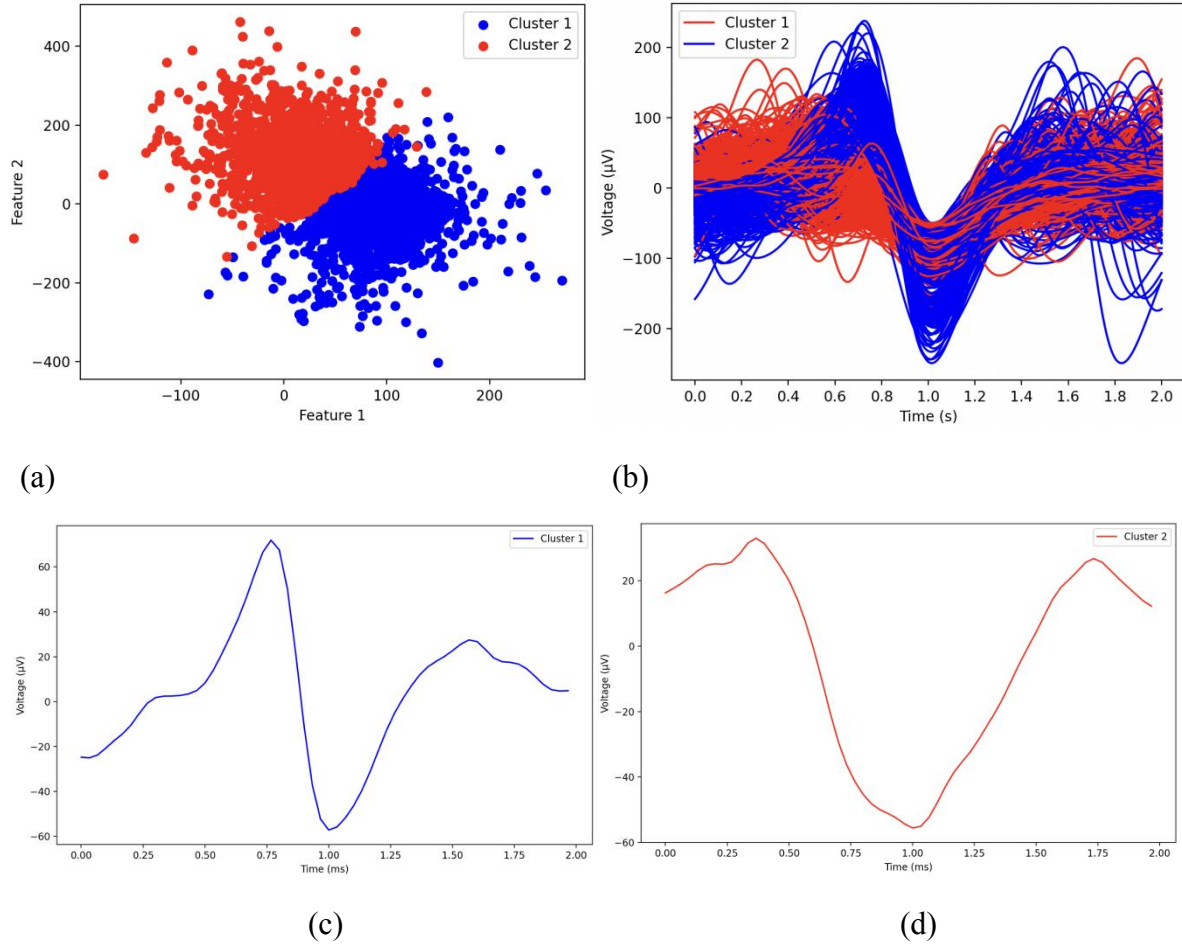 Cluster 1
Cluster 2
400
200
0
−200
−400
Feature 2
−100
0
100
200
Feature 1
(a)
Cluster 1
Cluster 2
200
100
0
−100
−200
Voltage (μV)
0.0 0.2 0.4 0.6 0.8 1.0 1.2 1.4 1.6 1.8 2.0
Time (s)
(b)
Cluster 1
60
40
20
0
−20
−40
−60
Voltage (μV)
0.00 0.25 0.50 0.75 1.00 1.25 1.50 1.75 2.00
Time (ms)
(c)
Cluster 2
20
0
−20
−40
−60
Voltage (μV)
0.00 0.25 0.50 0.75 1.00 1.25 1.50 1.75 2.00
Time (ms)
(d)